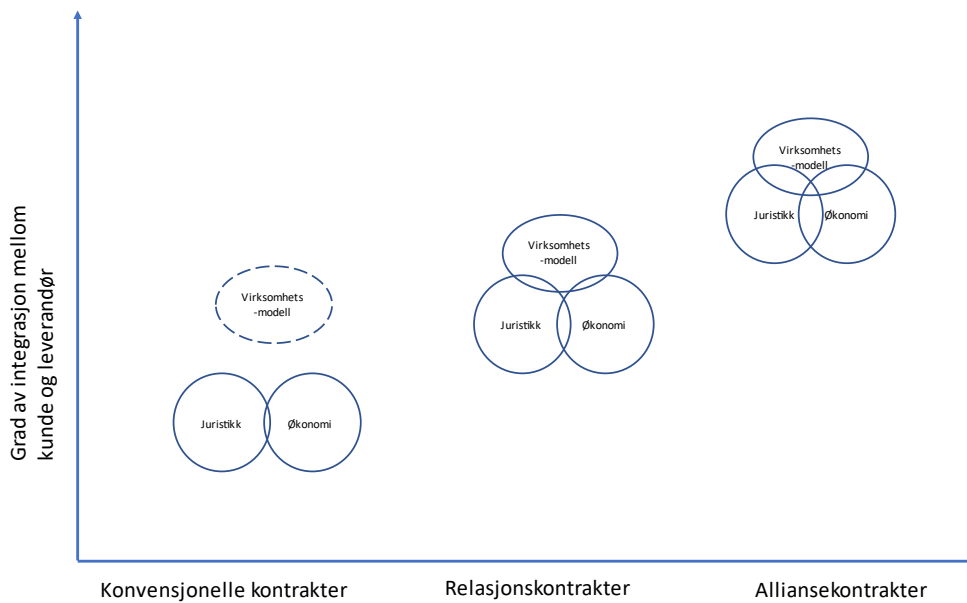 Grad av integrasjon mellom
kunde og leverandør
Virksomhets
-modell
Juristikk
Økonomi
Virksomhets
-modell
Juristikk
Økonomi
Virksomhets
-modell
Juristikk
Økonomi
Konvensjonelle kontrakter
Relasjonskontrakter
Alliansekontrakter